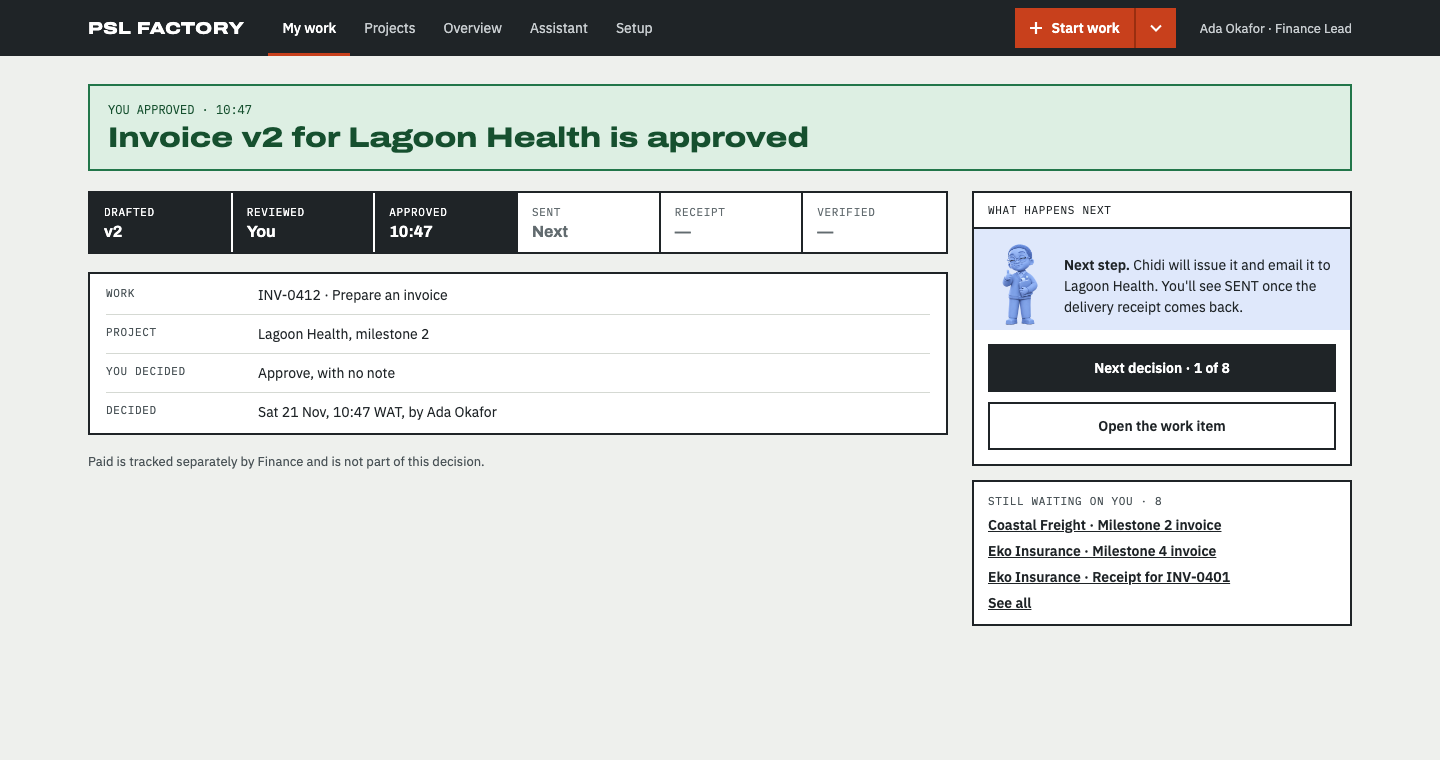 PSL FACTORY
My work
Projects
Overview
Assistant
Setup
+ Start work
Ada Okafor · Finance Lead
YOU APPROVED · 10:47
Invoice v2 for Lagoon Health is approved
DRAFTED
v2
REVIEWED
You
APPROVED
10:47
SENT
Next
RECEIPT
—
VERIFIED
—
WORK
INV-0412 · Prepare an invoice
PROJECT
Lagoon Health, milestone 2
YOU DECIDED
Approve, with no note
DECIDED
Sat 21 Nov, 10:47 WAT, by Ada Okafor
Paid is tracked separately by Finance and is not part of this decision.
WHAT HAPPENS NEXT
Next step. Chidi will issue it and email it to
Lagoon Health. You'll see SENT once the
delivery receipt comes back.
Next decision · 1 of 8
Open the work item
STILL WAITING ON YOU · 8
Coastal Freight · Milestone 2 invoice
Eko Insurance · Milestone 4 invoice
Eko Insurance · Receipt for INV-0401
See all